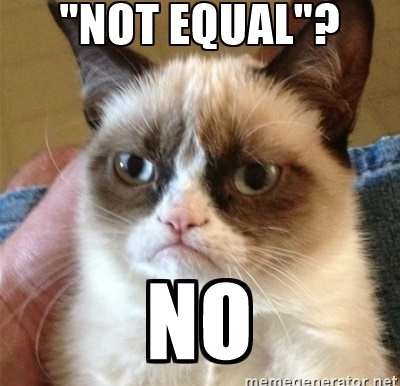 "NOT EQUAL"?
NO
memegenerator.net